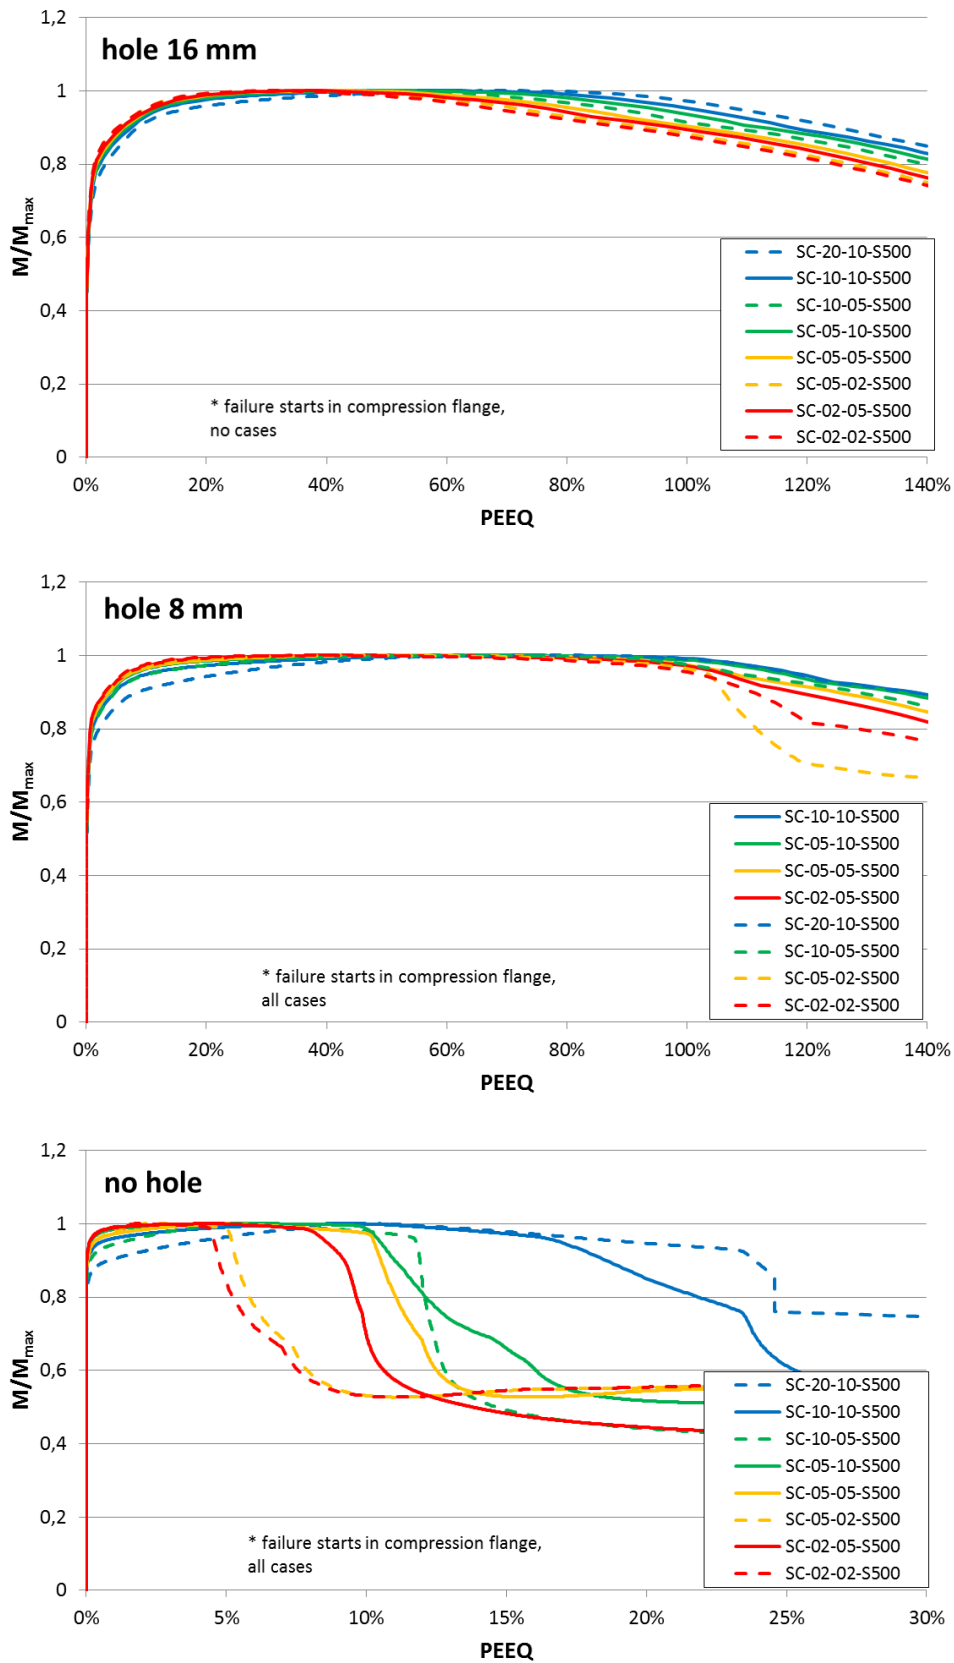 1,2
hole 16 mm
1
0,8
0,6
0,4
0,2
0
M/Mmax
SC-20-10-S500
SC-10-10-S500
SC-10-05-S500
SC-05-10-S500
SC-05-05-S500
SC-05-02-S500
SC-02-05-S500
SC-02-02-S500
* failure starts in compression flange,
no cases
0% 20% 40% 60% 80% 100% 120% 140%
PEEQ
1,2
hole 8 mm
1
0,8
0,6
0,4
0,2
0
M/Mmax
SC-10-10-S500
SC-05-10-S500
SC-05-05-S500
SC-02-05-S500
SC-20-10-S500
SC-10-05-S500
SC-05-02-S500
SC-02-02-S500
* failure starts in compression flange,
all cases
0% 20% 40% 60% 80% 100% 120% 140%
PEEQ
1,2
no hole
1
0,8
0,6
0,4
0,2
0
M/Mmax
SC-20-10-S500
SC-10-10-S500
SC-10-05-S500
SC-05-10-S500
SC-05-05-S500
SC-05-02-S500
SC-02-05-S500
SC-02-02-S500
* failure starts in compression flange,
all cases
0% 5% 10% 15% 20% 25% 30%
PEEQ